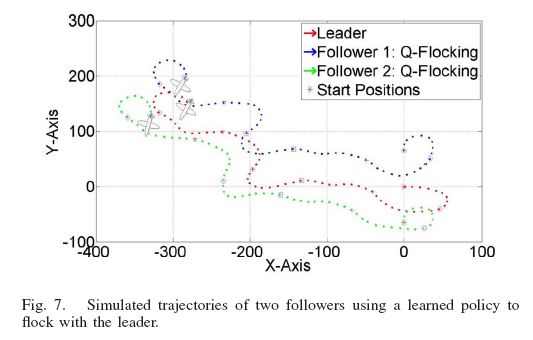 300
Leader
Follower 1: Q-Flocking
Follower 2: Q-Flocking
Start Positions
200
Y-Axis
100
0
-100
-400 -300 -200 -100 0 100
X-Axis
Fig. 7. Simulated trajectories of two followers using a learned policy to
flock with the leader.